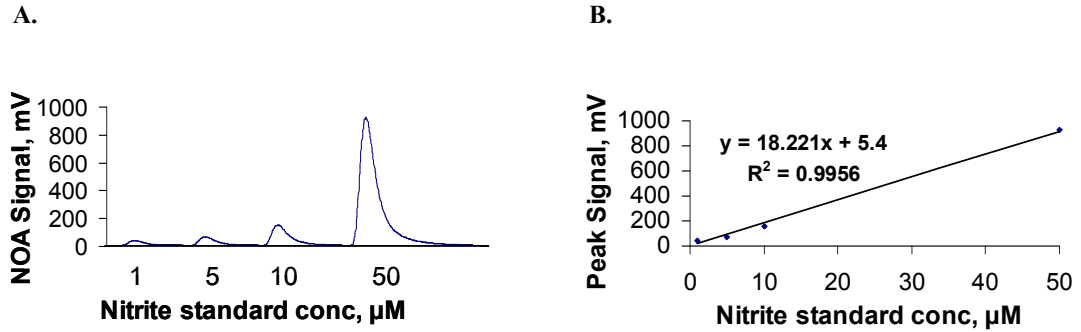 A.
NOA Signal, mV
1000
800
600
400
200
0
1 5 10 50
Nitrite standard conc, µM
B.
Peak Signal, mV
1000
800
600
400
200
0
y = 18.221x + 5.4
R² = 0.9956
0 10 20 30 40 50
Nitrite standard conc, µM